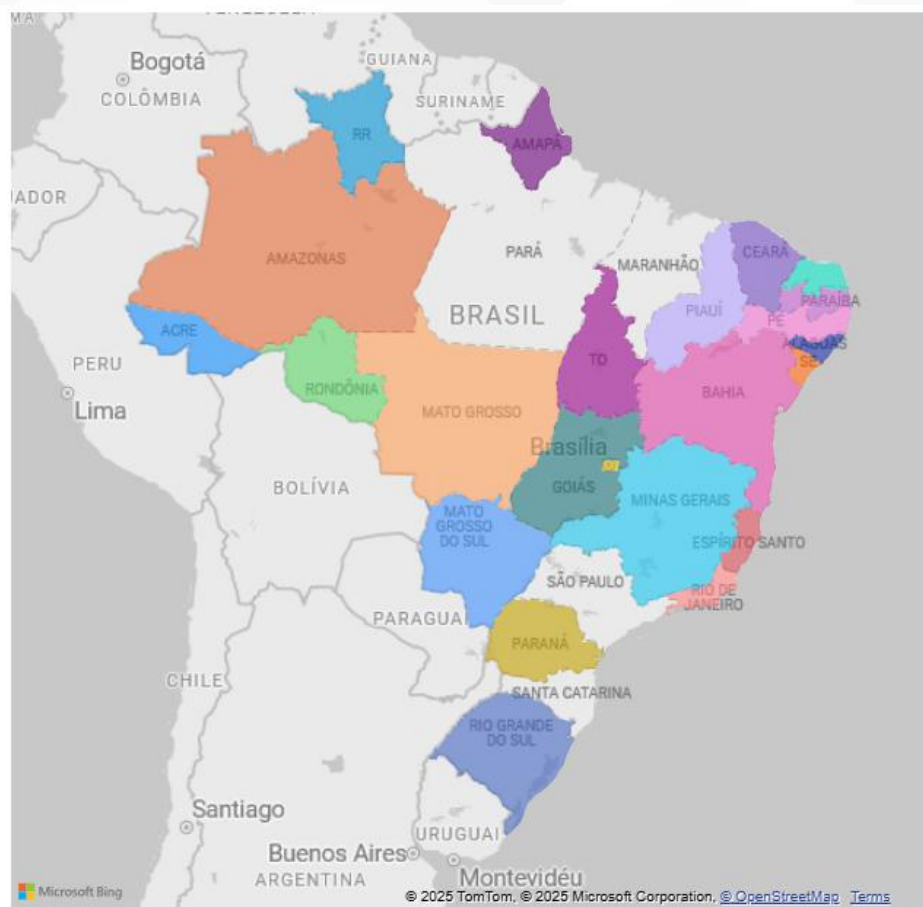 Bogotá
COLÔMBIA
GUIANA
SURINAME
RR
AMAPÁ
AMAZONAS
PARÁ
MARANHÃO
CEARÁ
PARAÍBA
PIAUÍ
PE
ALAGOAS
SE
BRASIL
ACRE
PERU
Lima
RONDÔNIA
TO
BAHIA
MATO GROSSO
Brasília
GOIÁS
BOLÍVIA
MINAS GERAIS
MATO
GROSSO
DO SUL
ESPÍRITO SANTO
SÃO PAULO
RIO DE
JANEIRO
PARAGUAI
PARANÁ
CHILE
SANTA CATARINA
RIO GRANDE
DO SUL
Santiago
URUGUAI
Buenos Aires
ARGENTINA
Montevidéu
Microsoft Bing
© 2025 TomTom, © 2025 Microsoft Corporation, © OpenStreetMap Terms